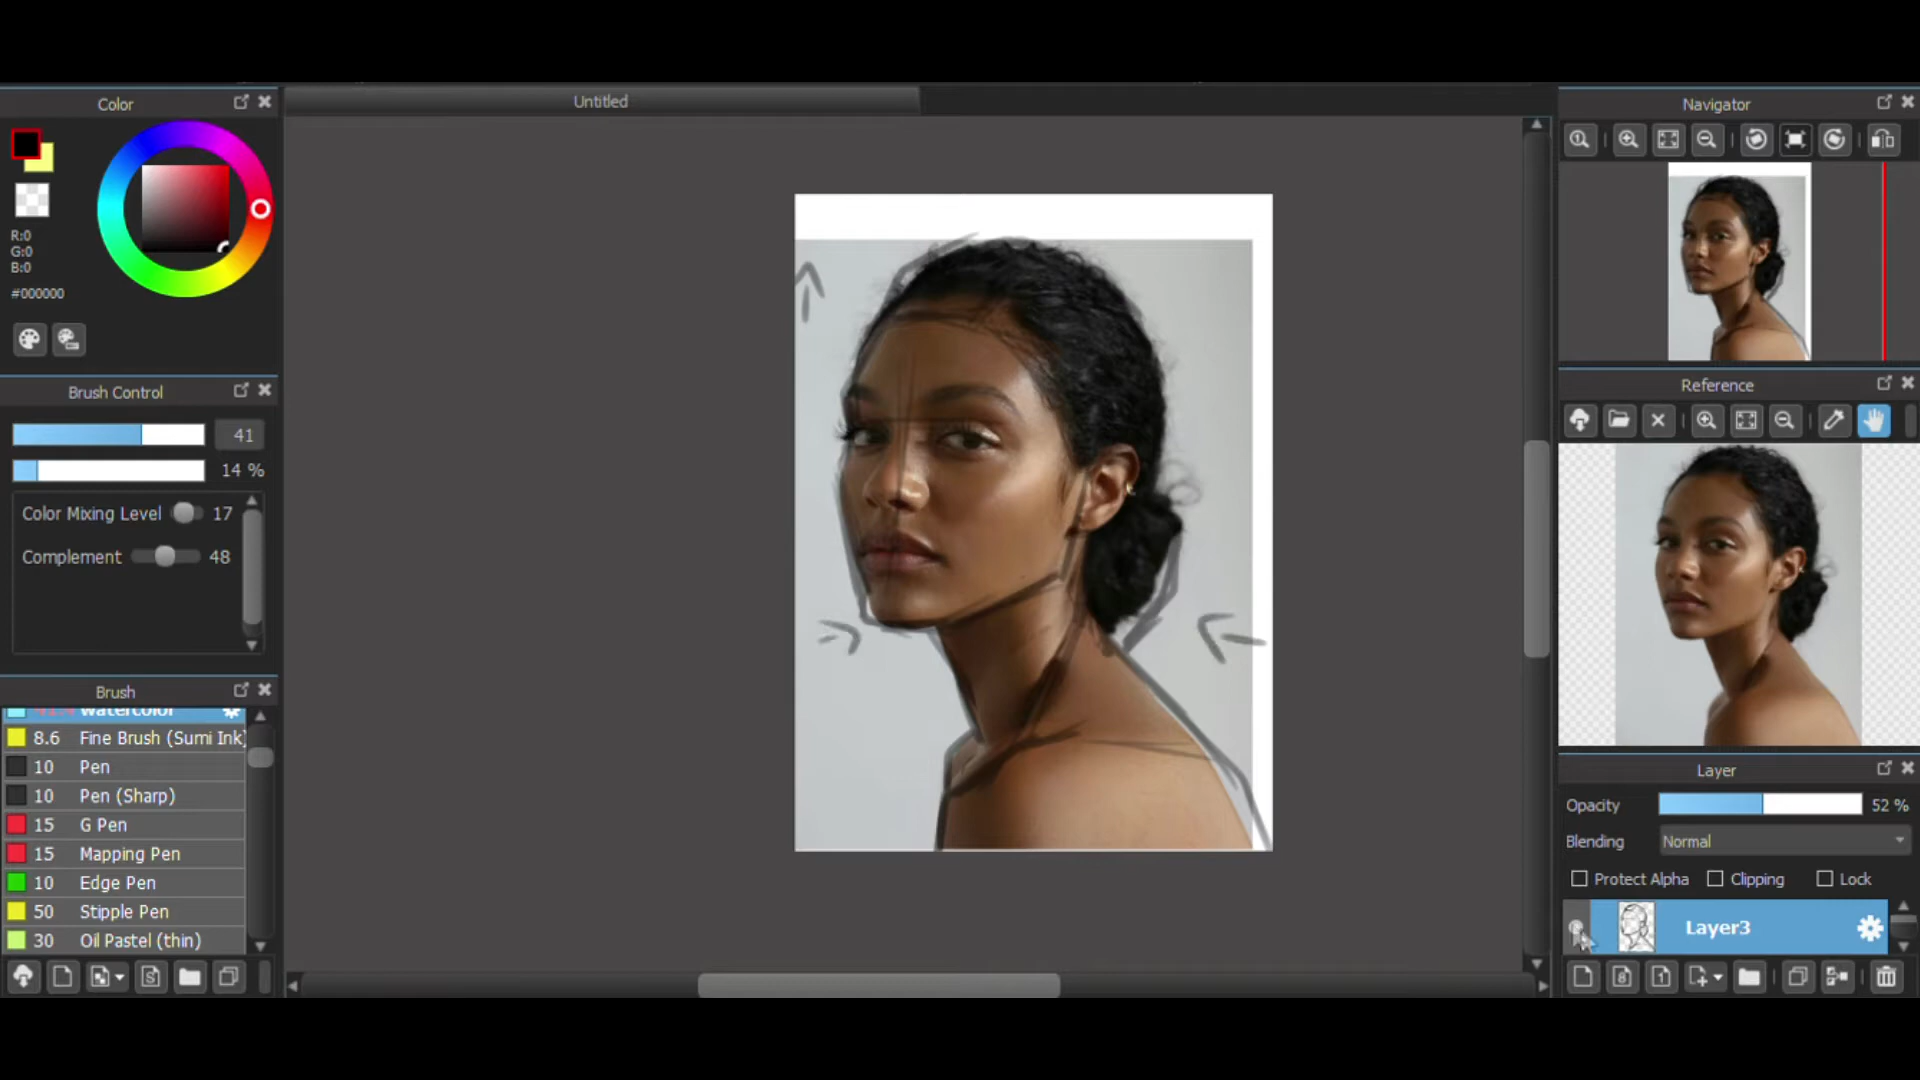 Color
R:0
G:0
B:0
#000000
Brush Control
41
14 %
Color Mixing Level 17
Complement 48
Brush
watercolor
8.6 Fine Brush (Sumi Ink)
10 Pen
10 Pen (Sharp)
15 G Pen
15 Mapping Pen
10 Edge Pen
50 Stipple Pen
30 Oil Pastel (thin)
Untitled
Navigator
Reference
Layer
Opacity 52 %
Blending Normal
Protect Alpha Clipping Lock
Layer3